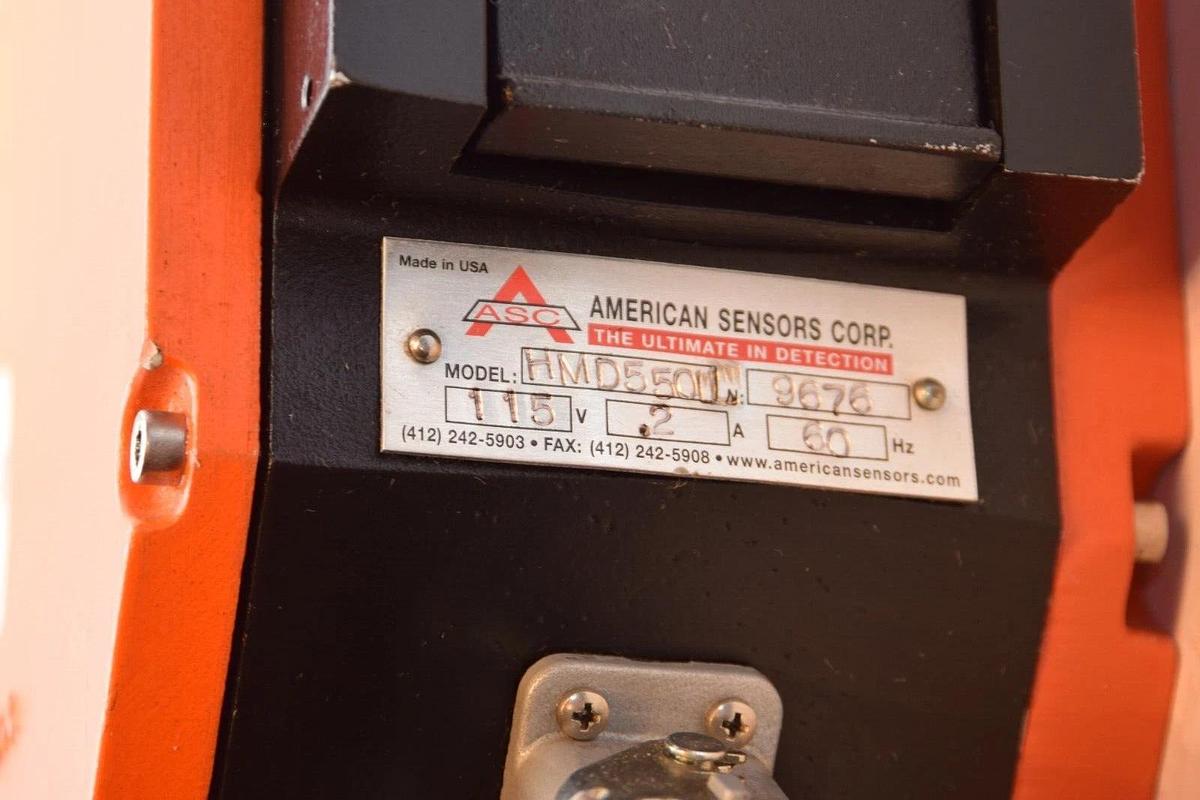 Made in USA
ASC
AMERICAN SENSORS CORP.
THE ULTIMATE IN DETECTION
MODEL: HMD550 N: 9676
115 V .2 A 60 Hz
(412) 242-5903 • FAX: (412) 242-5908 • www.americansensors.com